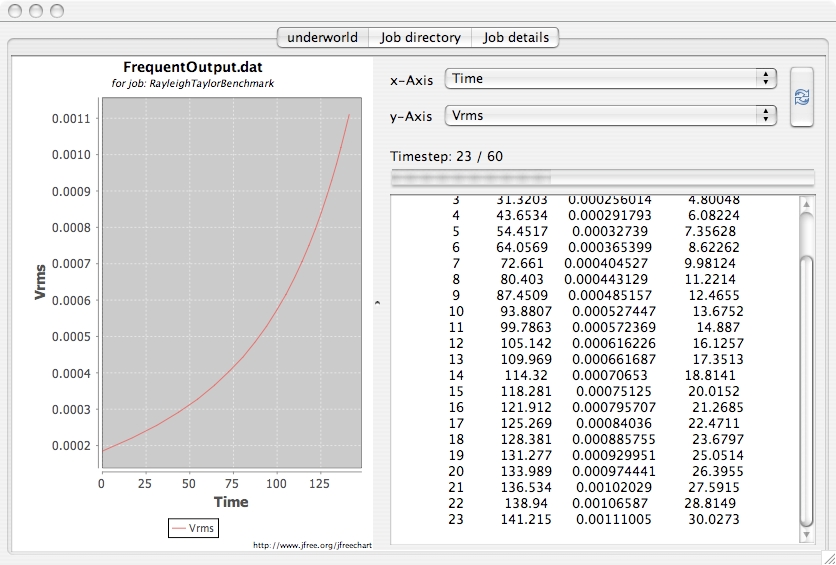 underworld Job directory Job details
FrequentOutput.dat
for job: RayleighTaylorBenchmark
0.0011
0.0010
0.0009
0.0008
0.0007
0.0006
0.0005
0.0004
0.0003
0.0002
Vrms
0 25 50 75 100 125
Time
Vrms
http://www.jfree.org/jfreechart
x-Axis Time
y-Axis Vrms
Timestep: 23 / 60
3 31.3203 0.000256014 4.80048
4 43.6534 0.000291793 6.08224
5 54.4517 0.00032739 7.35628
6 64.0569 0.000365399 8.62262
7 72.661 0.000404527 9.98124
8 80.403 0.000443129 11.2214
9 87.4509 0.000485157 12.4655
10 93.8807 0.000527447 13.6752
11 99.7863 0.000572369 14.887
12 105.142 0.000616226 16.1257
13 109.969 0.000661687 17.3513
14 114.32 0.00070653 18.8141
15 118.281 0.00075125 20.0152
16 121.912 0.000795707 21.2685
17 125.269 0.00084036 22.4711
18 128.381 0.000885755 23.6797
19 131.277 0.000929951 25.0514
20 133.989 0.000974441 26.3955
21 136.534 0.00102029 27.5915
22 138.94 0.00106587 28.8149
23 141.215 0.00111005 30.0273